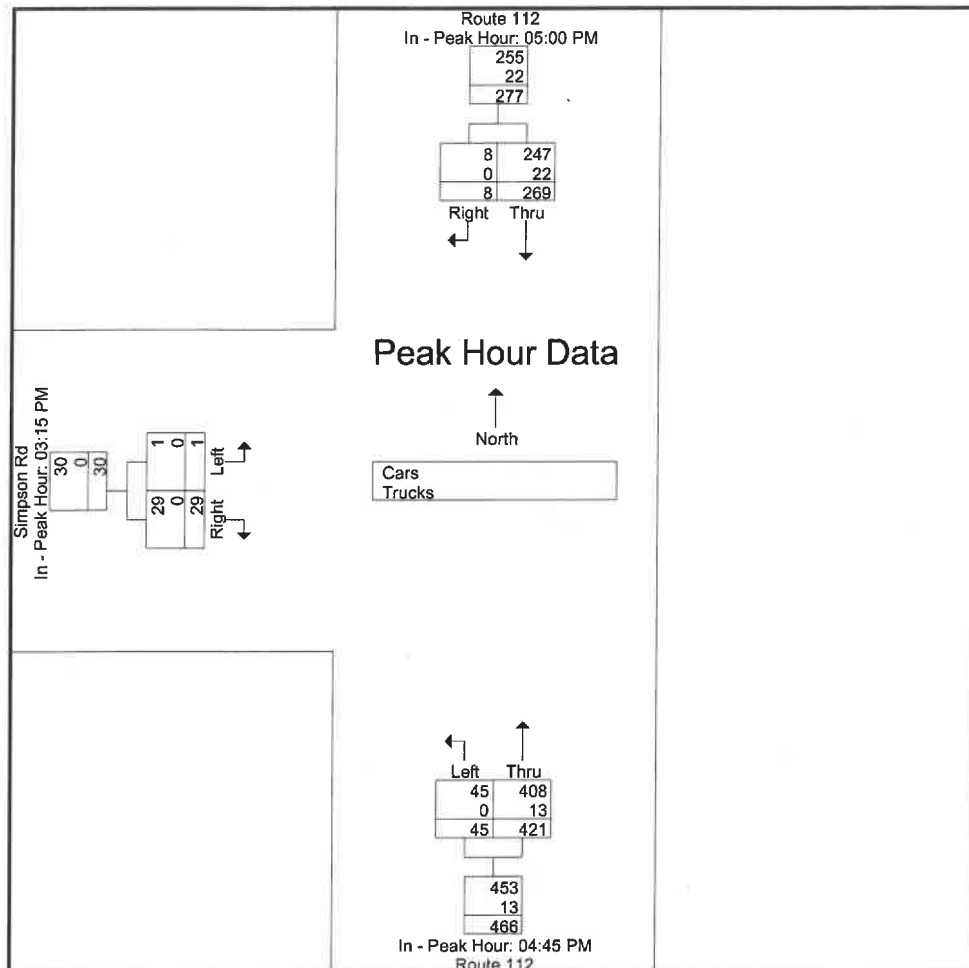 Route 112
In - Peak Hour: 05:00 PM
255
22
277
8 247
0 22
8 269
Right Thru
Peak Hour Data
North
Cars
Trucks
Simpson Rd
In - Peak Hour: 03:15 PM
30
0
30
1
0
1
Left
29
0
29
Right
Left Thru
45 408
0 13
45 421
453
13
466
In - Peak Hour: 04:45 PM
Route 112